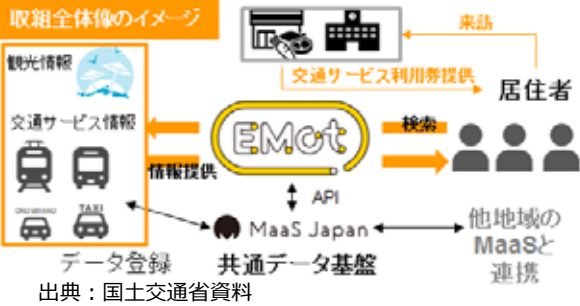 取組全体像のイメージ
来訪
観光情報
交通サービス利用券提供
居住者
交通サービス情報
EMot
検索
情報提供
API
ONDEMAND
TAXI
MaaS Japan
他地域の
MaaSと
連携
データ登録
共通データ基盤
出典：国土交通省資料